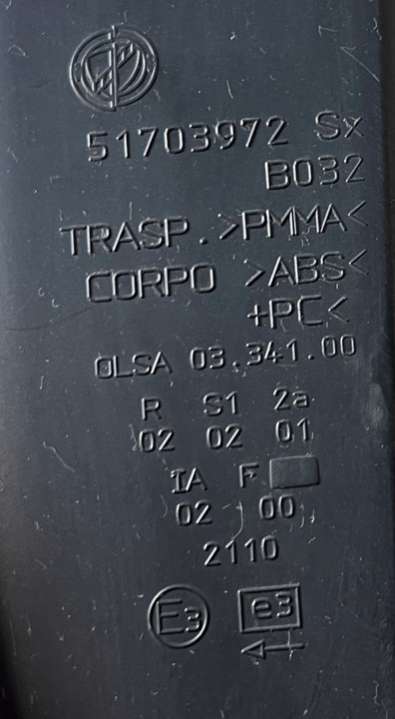 51703972 Sx
B032
TRASP. >PMMA<
CORPO >ABS<
+PC<
OLSA 03.341.00
R S1 2a
02 02 01
IA F
02 00
2110
E3 e3